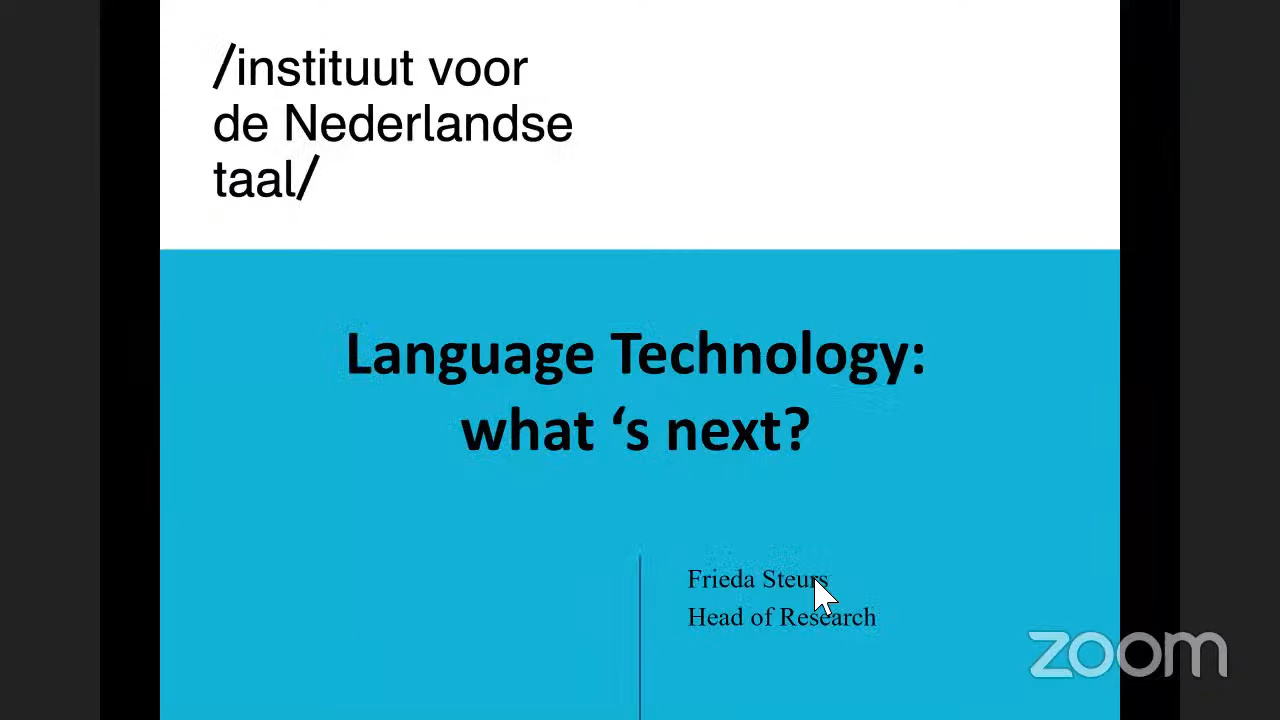 /instituut voor
de Nederlandse
taal/
Language Technology:
what ‘s next?
Frieda Steurs
Head of Research
zoom